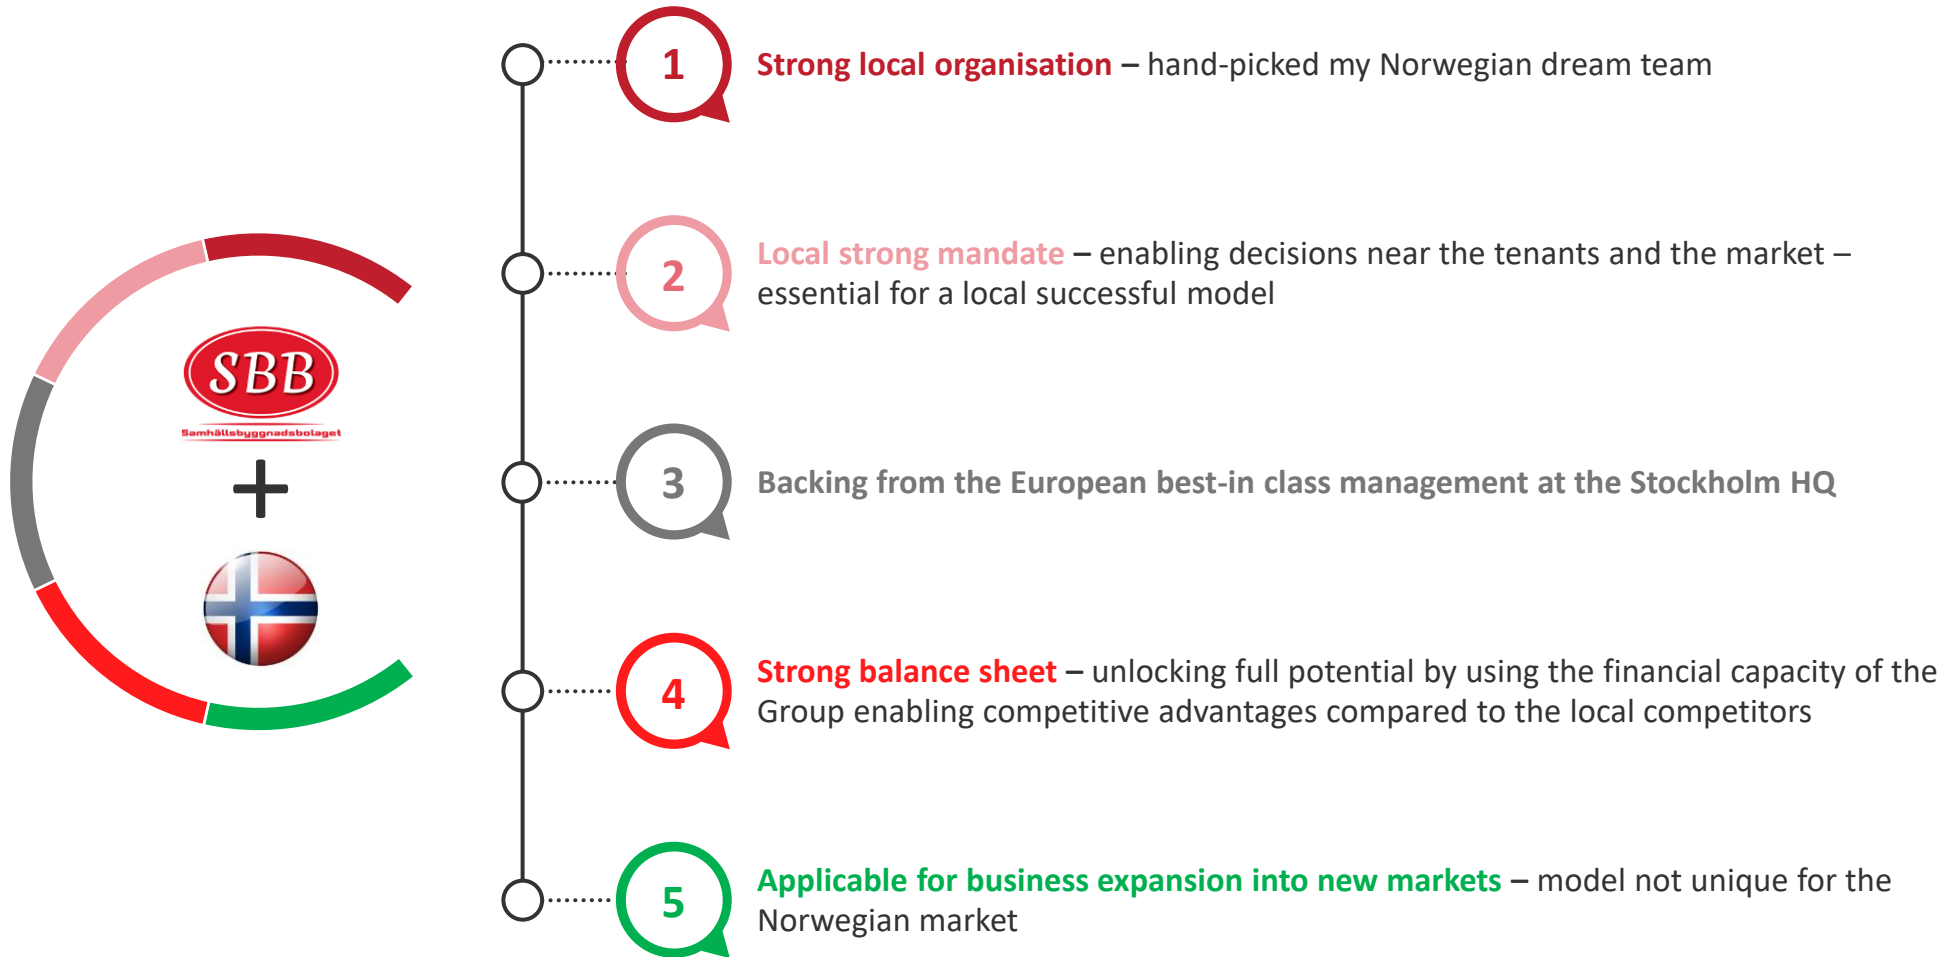 1
Strong local organisation – hand-picked my Norwegian dream team
2
Local strong mandate – enabling decisions near the tenants and the market –
essential for a local successful model
SBB
Samhällsbyggnadsbolaget
+
3
Backing from the European best-in class management at the Stockholm HQ
4
Strong balance sheet – unlocking full potential by using the financial capacity of the
Group enabling competitive advantages compared to the local competitors
5
Applicable for business expansion into new markets – model not unique for the
Norwegian market